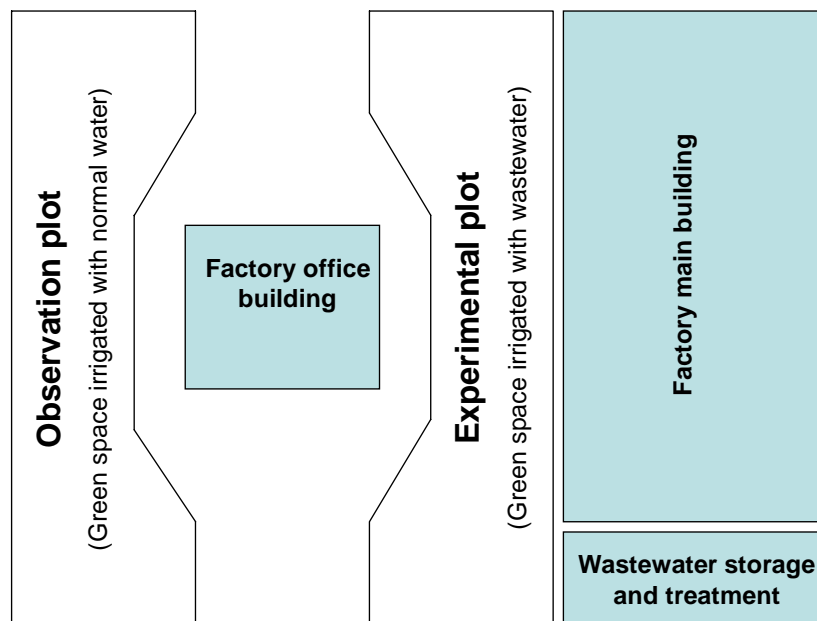 Observation plot
(Green space irrigated with normal water)
Factory office
building
Experimental plot
(Green space irrigated with wastewater)
Factory main building
Wastewater storage
and treatment